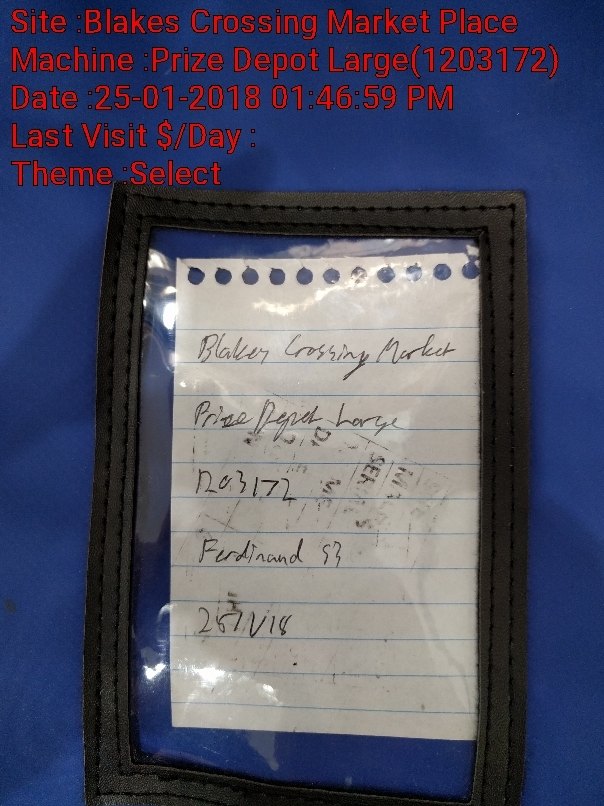 Site :Blakes Crossing Market Place
Machine :Prize Depot Large(1203172)
Date :25-01-2018 01:46:59 PM
Last Visit $/Day :
Theme :Select
Blakes Crossing Market
Prize Depot Large
1203172
Ferdinand S3
25/1/18